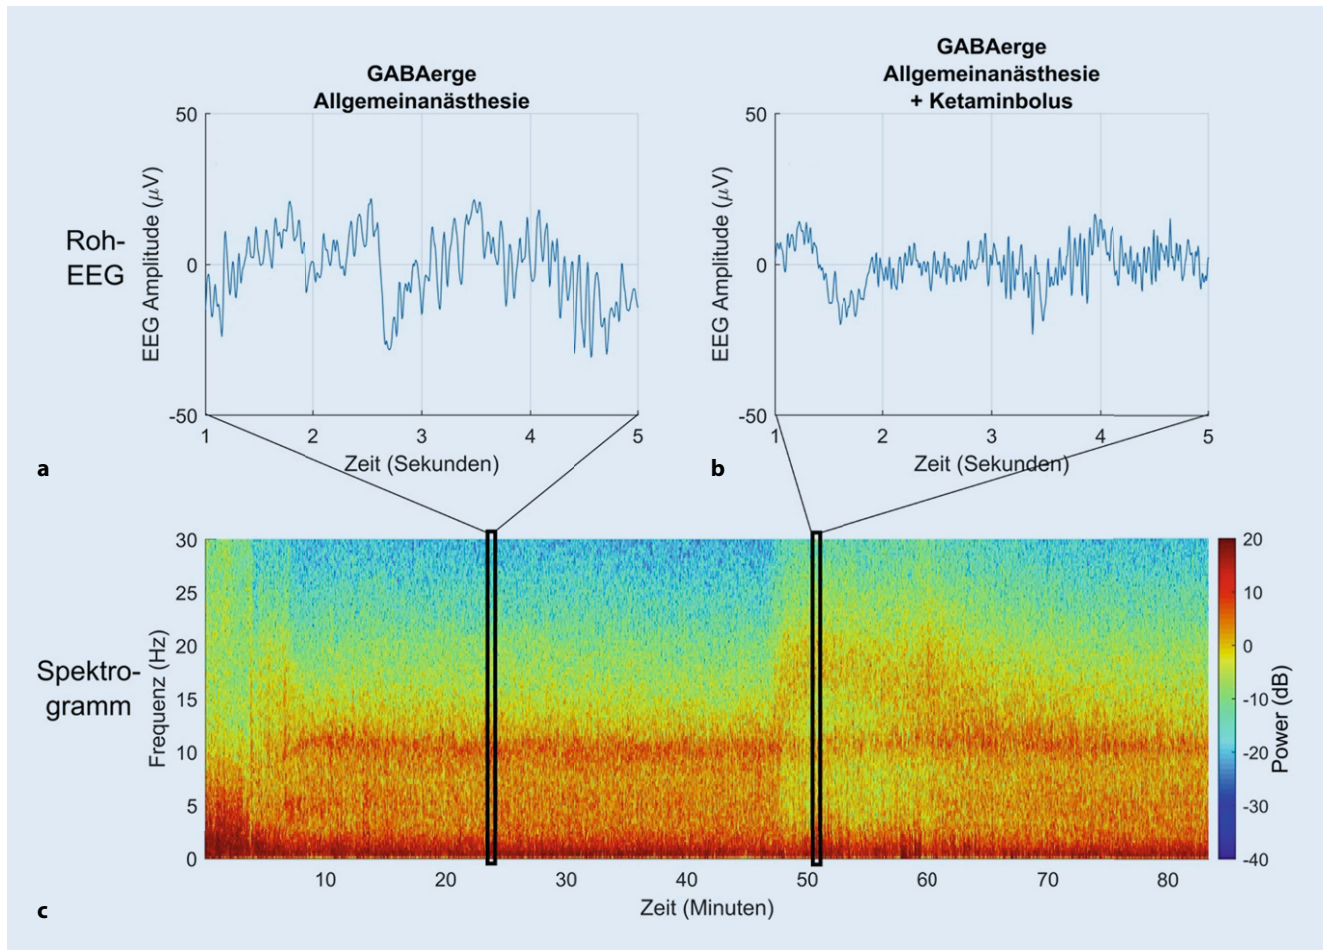 GABAerge
Allgemeinanästhesie
GABAerge
Allgemeinanästhesie
+ Ketaminbolus
Roh-
EEG
EEG Amplitude (µV)
50
0
-50
1 2 3 4 5
Zeit (Sekunden)
a
EEG Amplitude (µV)
50
0
-50
1 2 3 4 5
Zeit (Sekunden)
b
Spektro-
gramm
Frequenz (Hz)
30
25
20
15
10
5
0
10 20 30 40 50 60 70 80
Zeit (Minuten)
20
10
0
-10
-20
-30
-40
Power (dB)
c